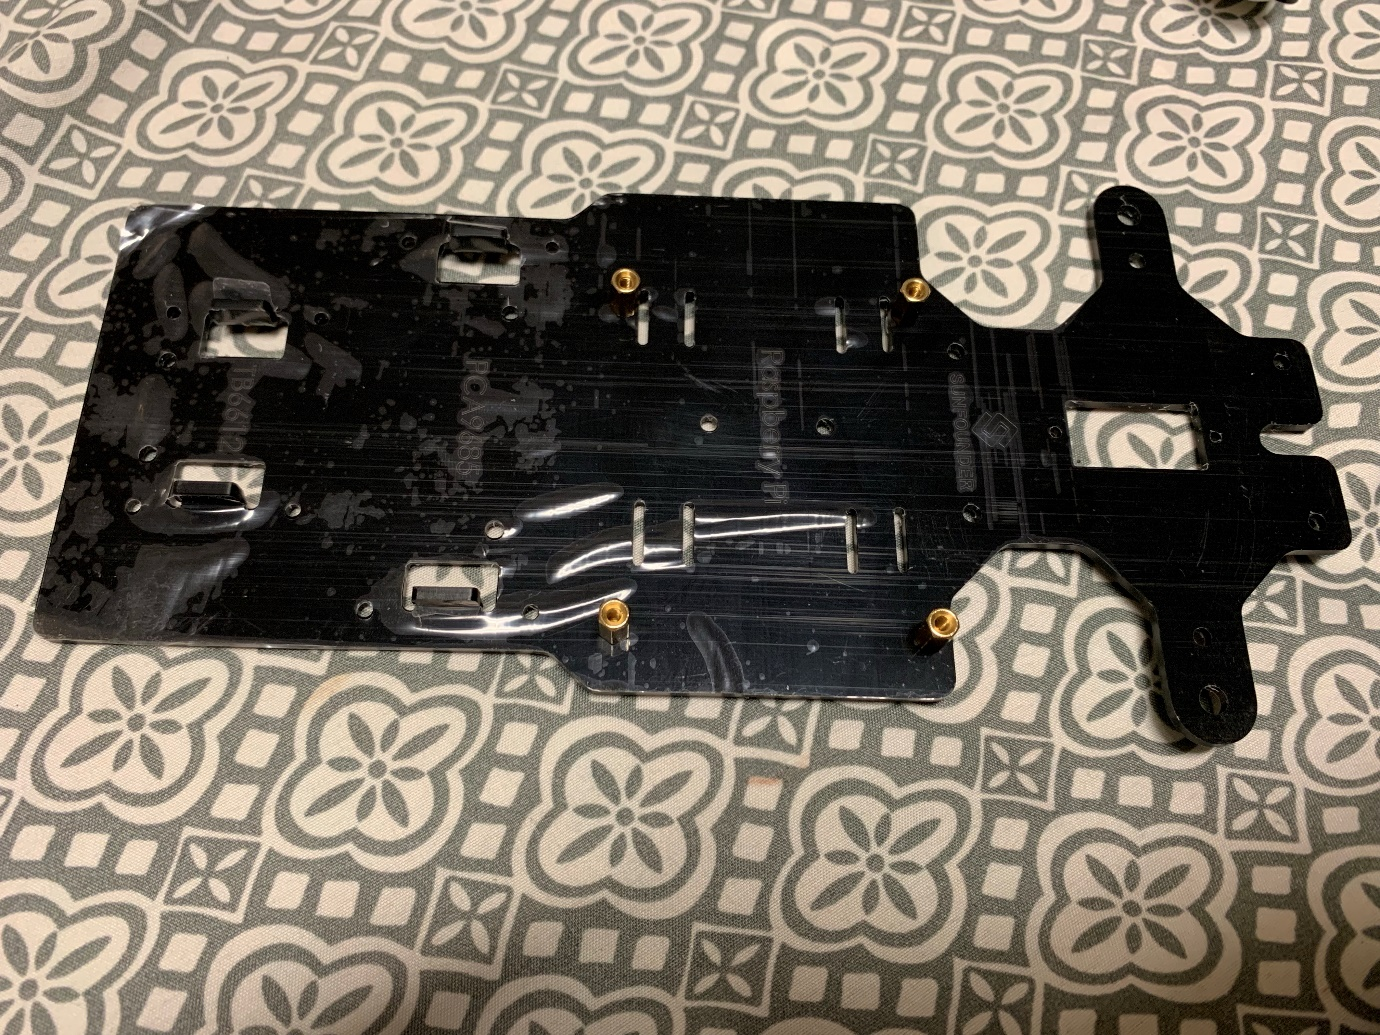 TB6612
PCA9685
Raspberry Pi
SUNFOUNDER